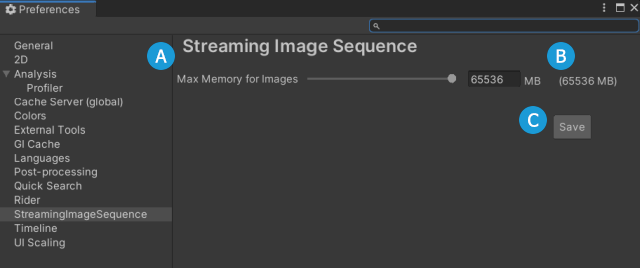 Preferences
General
2D
Analysis
Profiler
Cache Server (global)
Colors
External Tools
GI Cache
Languages
Post-processing
Quick Search
Rider
StreamingImageSequence
Timeline
UI Scaling
A
Streaming Image Sequence
B
Max Memory for Images 65536 MB (65536 MB)
C
Save